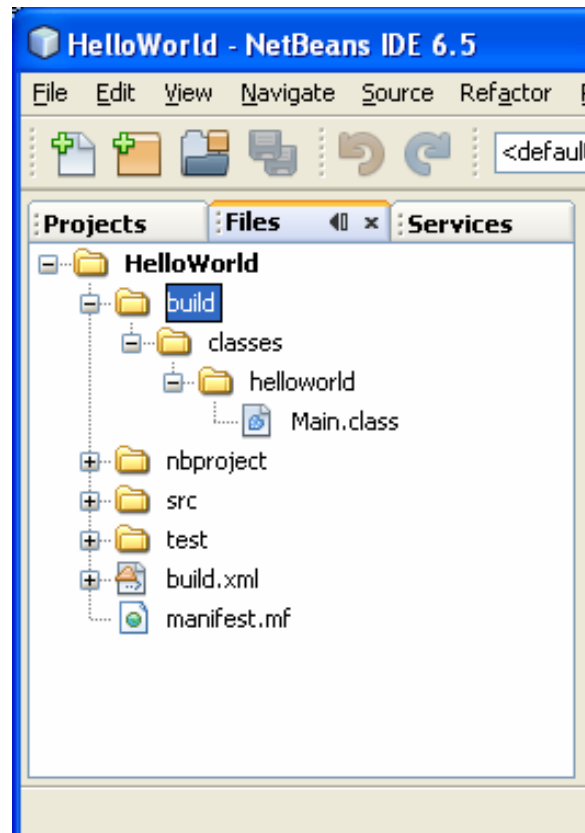 HelloWorld - NetBeans IDE 6.5
File Edit View Navigate Source Refactor
<defaul
Projects Files Services
HelloWorld
build
classes
helloworld
Main.class
nbproject
src
test
build.xml
manifest.mf